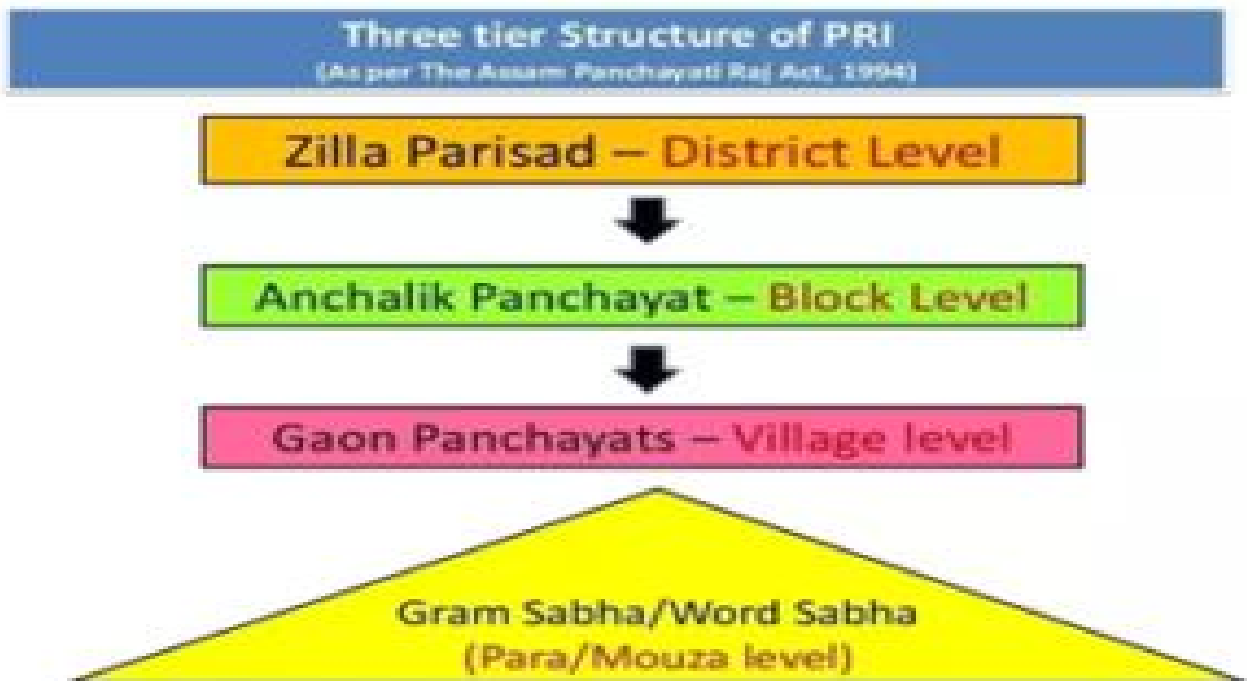 Three tier Structure of PRI
(As per The Assam Panchayati Raj Act, 1994)
Zilla Parisad – District Level
Anchalik Panchayat – Block Level
Gaon Panchayats – Village level
Gram Sabha/Word Sabha
(Para/Mouza level)